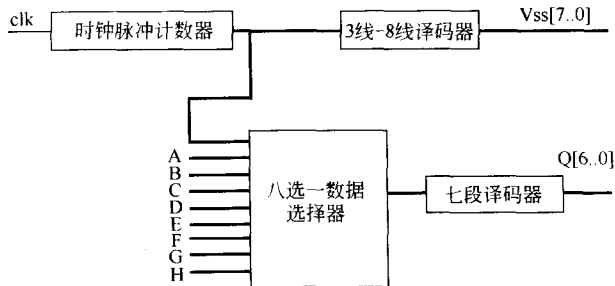 clk
时钟脉冲计数器
3线-8线译码器
Vss[7..0]
A
B
C
D
E
F
G
H
八选一数据
选择器
七段译码器
Q[6..0]